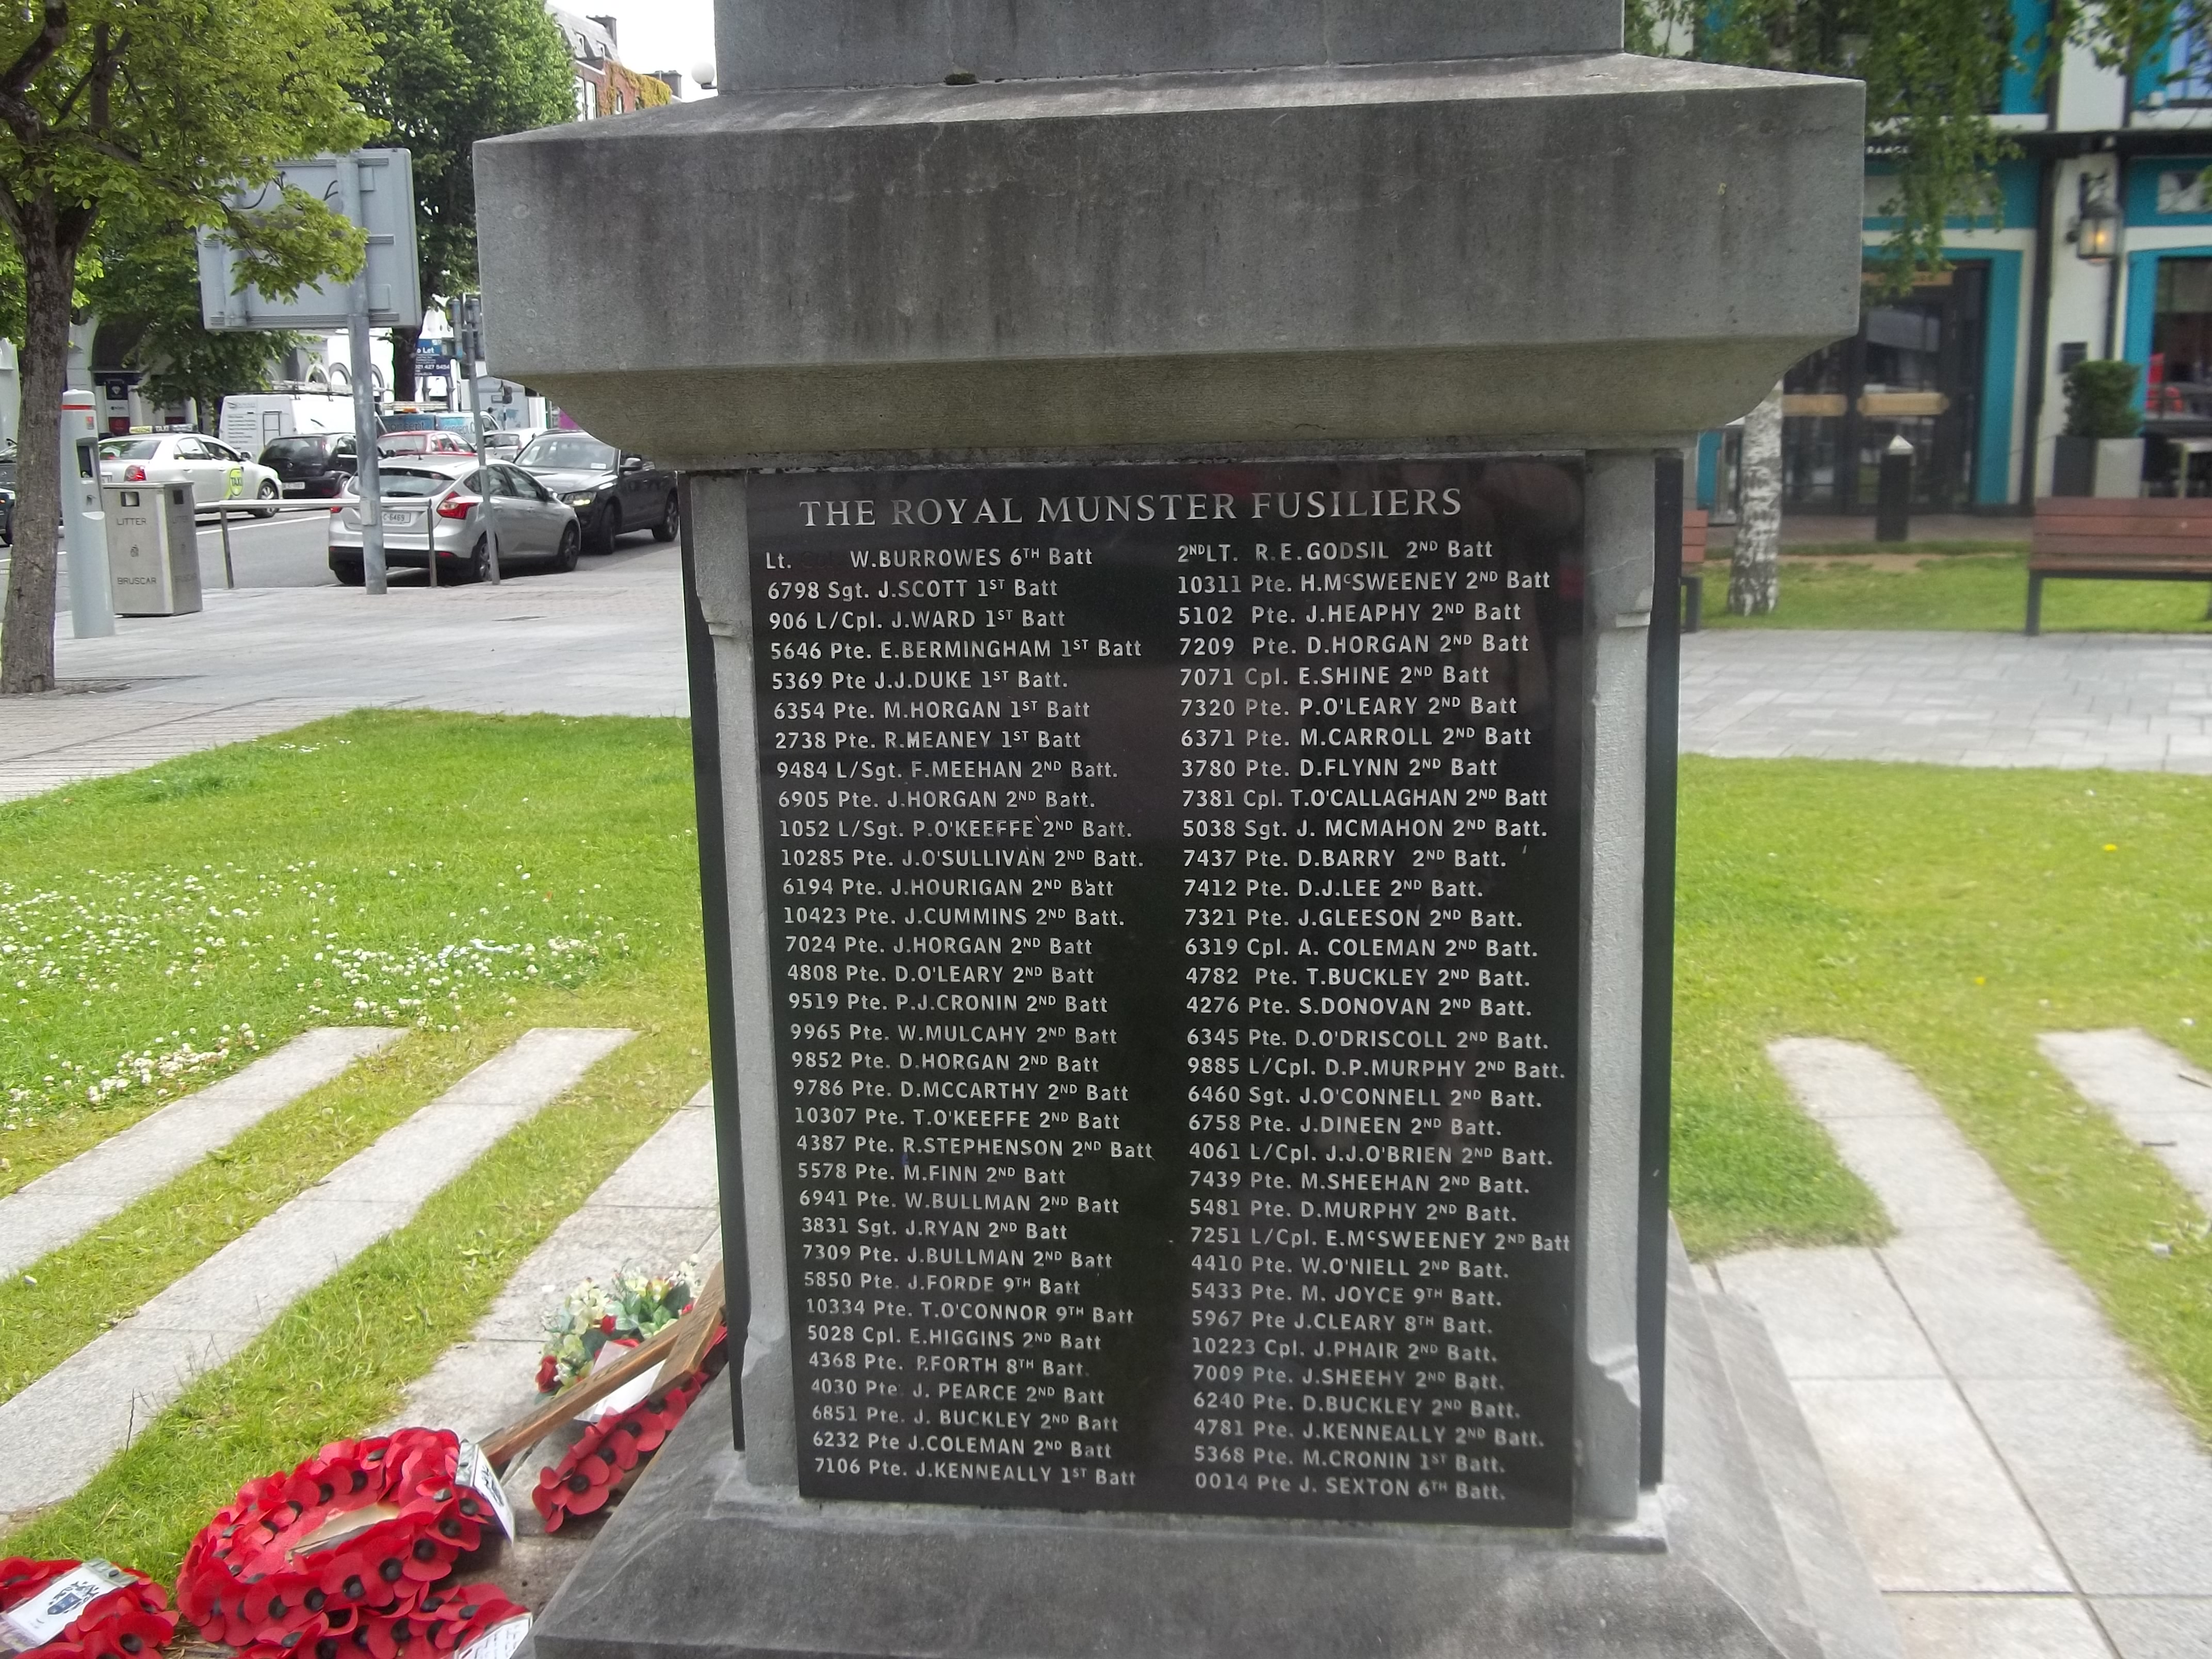 THE ROYAL MUNSTER FUSILIERS
Lt. W.BURROWES 6TH Batt
6798 Sgt. J.SCOTT 1ST Batt
906 L/Cpl. J.WARD 1ST Batt
5646 Pte. E.BERMINGHAM 1ST Batt
5369 Pte J.J.DUKE 1ST Batt.
6354 Pte. M.HORGAN 1ST Batt
2738 Pte. R.MEANEY 1ST Batt
9484 L/Sgt. F.MEEHAN 2ND Batt.
6905 Pte. J.HORGAN 2ND Batt.
1052 L/Sgt. P.O'KEEFFE 2ND Batt.
10285 Pte. J.O'SULLIVAN 2ND Batt.
6194 Pte. J.HOURIGAN 2ND Batt
10423 Pte. J.CUMMINS 2ND Batt.
7024 Pte. J.HORGAN 2ND Batt
4808 Pte. D.O'LEARY 2ND Batt
9519 Pte. P.J.CRONIN 2ND Batt
9965 Pte. W.MULCAHY 2ND Batt
9852 Pte. D.HORGAN 2ND Batt
9786 Pte. D.MCCARTHY 2ND Batt
10307 Pte. T.O'KEEFFE 2ND Batt
4387 Pte. R.STEPHENSON 2ND Batt
5578 Pte. M.FINN 2ND Batt
6941 Pte. W.BULLMAN 2ND Batt
3831 Sgt. J.RYAN 2ND Batt
7309 Pte. J.BULLMAN 2ND Batt
5850 Pte. J.FORDE 9TH Batt
10334 Pte. T.O'CONNOR 9TH Batt
5028 Cpl. E.HIGGINS 2ND Batt
4368 Pte. P.FORTH 8TH Batt.
4030 Pte. J. PEARCE 2ND Batt
6851 Pte. J. BUCKLEY 2ND Batt
6232 Pte J.COLEMAN 2ND Batt
7106 Pte. J.KENNEALLY 1ST Batt
2NDLT. R.E.GODSIL 2ND Batt
10311 Pte. H.McSWEENEY 2ND Batt
5102 Pte. J.HEAPHY 2ND Batt
7209 Pte. D.HORGAN 2ND Batt
7071 Cpl. E.SHINE 2ND Batt
7320 Pte. P.O'LEARY 2ND Batt
6371 Pte. M.CARROLL 2ND Batt
3780 Pte. D.FLYNN 2ND Batt
7381 Cpl. T.O'CALLAGHAN 2ND Batt
5038 Sgt. J. MCMAHON 2ND Batt.
7437 Pte. D.BARRY 2ND Batt.
7412 Pte. D.J.LEE 2ND Batt.
7321 Pte. J.GLEESON 2ND Batt.
6319 Cpl. A. COLEMAN 2ND Batt.
4782 Pte. T.BUCKLEY 2ND Batt.
4276 Pte. S.DONOVAN 2ND Batt.
6345 Pte. D.O'DRISCOLL 2ND Batt.
9885 L/Cpl. D.P.MURPHY 2ND Batt.
6460 Sgt. J.O'CONNELL 2ND Batt.
6758 Pte. J.DINEEN 2ND Batt.
4061 L/Cpl. J.J.O'BRIEN 2ND Batt.
7439 Pte. M.SHEEHAN 2ND Batt.
5481 Pte. D.MURPHY 2ND Batt.
7251 L/Cpl. E.McSWEENEY 2ND Batt
4410 Pte. W.O'NIELL 2ND Batt.
5433 Pte. M. JOYCE 9TH Batt.
5967 Pte J.CLEARY 8TH Batt.
10223 Cpl. J.PHAIR 2ND Batt.
7009 Pte. J.SHEEHY 2ND Batt.
6240 Pte. D.BUCKLEY 2ND Batt.
4781 Pte. J.KENNEALLY 2ND Batt.
5368 Pte. M.CRONIN 1ST Batt.
0014 Pte J. SEXTON 6TH Batt.
LITTER
BRUSCAR
TAXI
Let